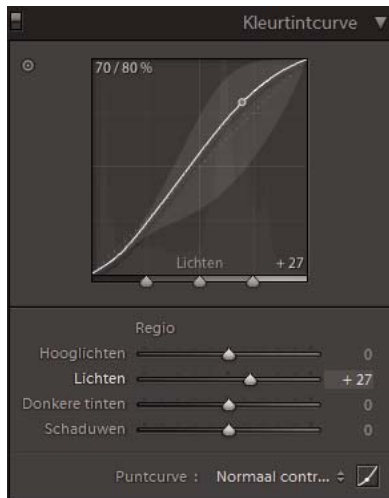 Kleurtintcurve
70 / 80 %
Lichten + 27
Regio
Hooglichten 0
Lichten + 27
Donkere tinten 0
Schaduwen 0
Puntcurve : Normaal contr...